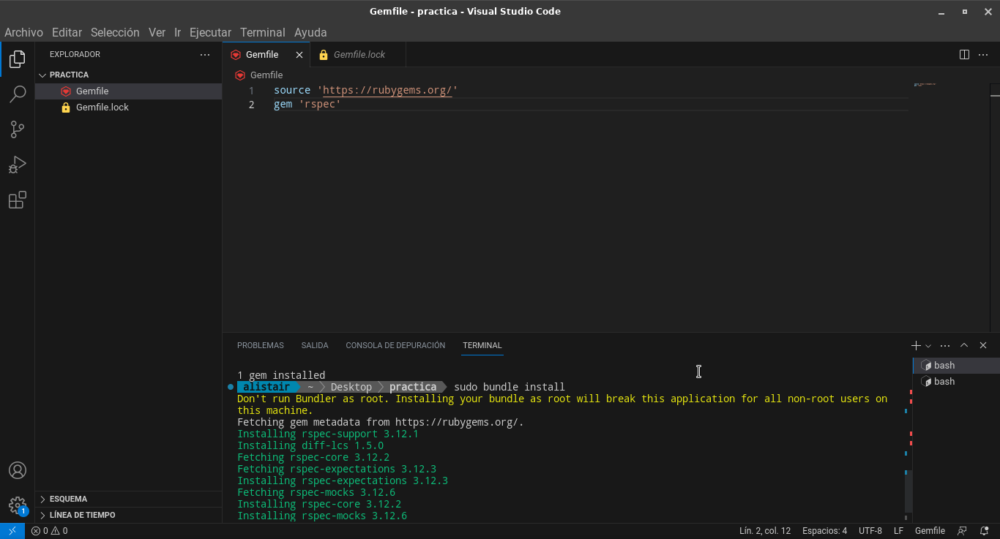 Gemfile - practica - Visual Studio Code
Archivo Editar Selección Ver Ir Ejecutar Terminal Ayuda
EXPLORADOR
PRACTICA
Gemfile
Gemfile.lock
ESQUEMA
LÍNEA DE TIEMPO
1
Gemfile
Gemfile.lock
Gemfile
1 source 'https://rubygems.org/'
2 gem 'rspec'
PROBLEMAS SALIDA CONSOLA DE DEPURACIÓN TERMINAL
1 gem installed
alistair ~ Desktop practica sudo bundle install
Don't run Bundler as root. Installing your bundle as root will break this application for all non-root users on
this machine.
Fetching gem metadata from https://rubygems.org/.
Installing rspec-support 3.12.1
Installing diff-lcs 1.5.0
Fetching rspec-core 3.12.2
Fetching rspec-expectations 3.12.3
Installing rspec-expectations 3.12.3
Fetching rspec-mocks 3.12.6
Installing rspec-core 3.12.2
Installing rspec-mocks 3.12.6
bash
bash
0 0 Lín. 2, col. 12 Espacios: 4 UTF-8 LF Gemfile